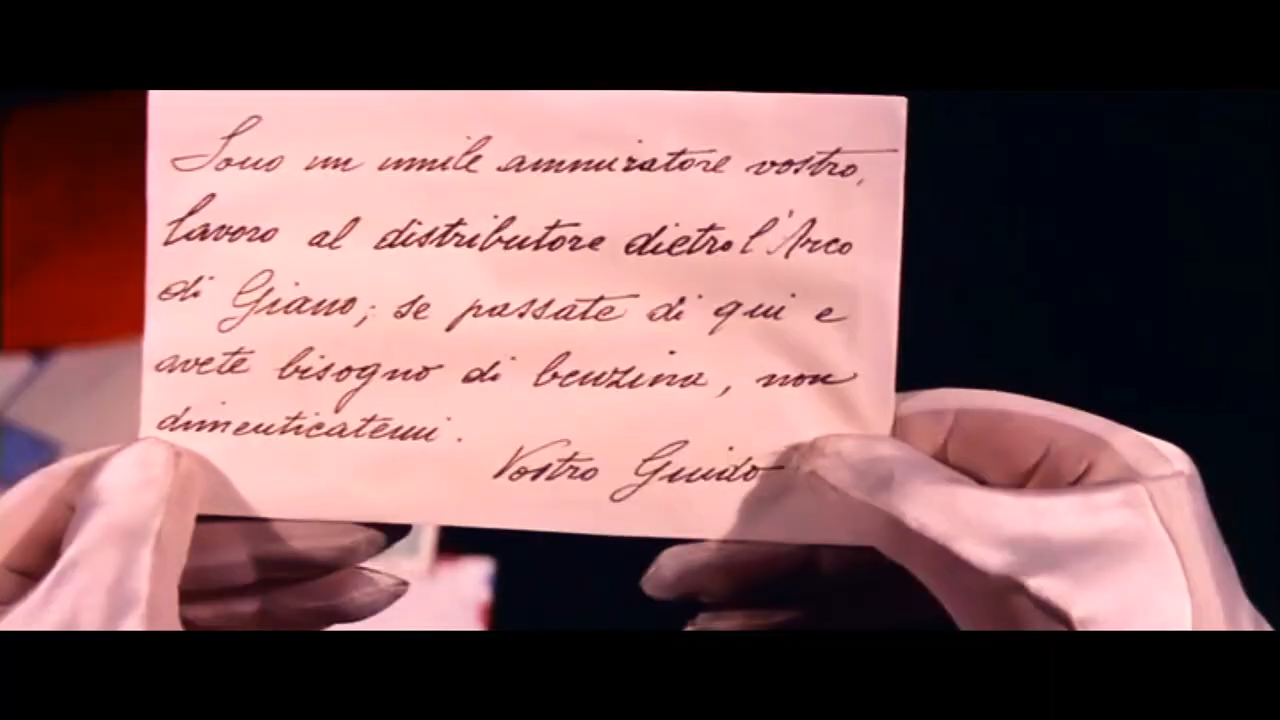 Sono un umile ammiratore vostro,
lavoro al distributore dietro l'Arco
di Giano; se passate di qui e
avete bisogno di benzina, non
dimenticatemi.
Vostro Guido